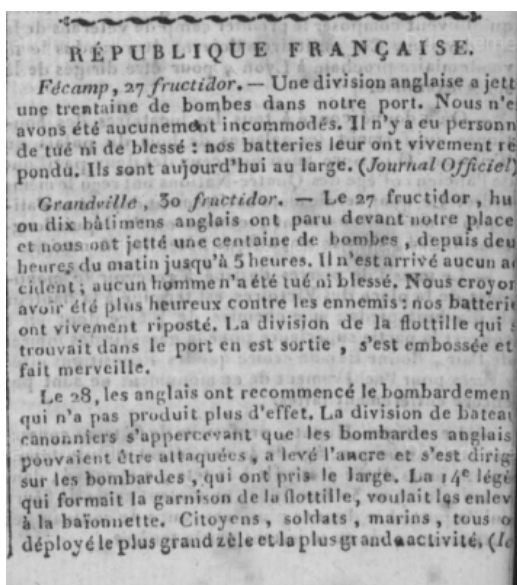 RÉPUBLIQUE FRANÇAISE.
Fécamp, 27 fructidor. — Une division anglaise a jett
une trentaine de bombes dans notre port. Nous n'e
avons été aucunement incommodés. Il n'y a eu personn
de tué ni de blessé : nos batteries leur ont vivement ré
pondu. Ils sont aujourd'hui au large. (Journal Officiel)
Grandville, 30 fructidor. — Le 27 fructidor, hu
ou dix bâtimens anglais ont paru devant notre place
et nous ont jetté une centaine de bombes, depuis deu
heures du matin jusqu'à 5 heures. Il n'est arrivé aucun ac
cident ; aucun homme n'a été tué ni blessé. Nous croyon
avoir été plus heureux contre les ennemis : nos batterie
ont vivement riposté. La division de la flottille qui s
trouvait dans le port en est sortie, s'est embossée et
fait merveille.
Le 28, les anglais ont recommencé le bombardemen
qui n'a pas produit plus d'effet. La division de bateau
canonniers s'appercevant que les bombardes anglais
pouvaient être attaquées, a levé l'ancre et s'est dirig
sur les bombardes, qui ont pris le large. La 14e légè
qui formait la garnison de la flottille, voulait les enlev
à la baïonnette. Citoyens, soldats, marins, tous o
déployé le plus grand zèle et la plus grande activité. (Id